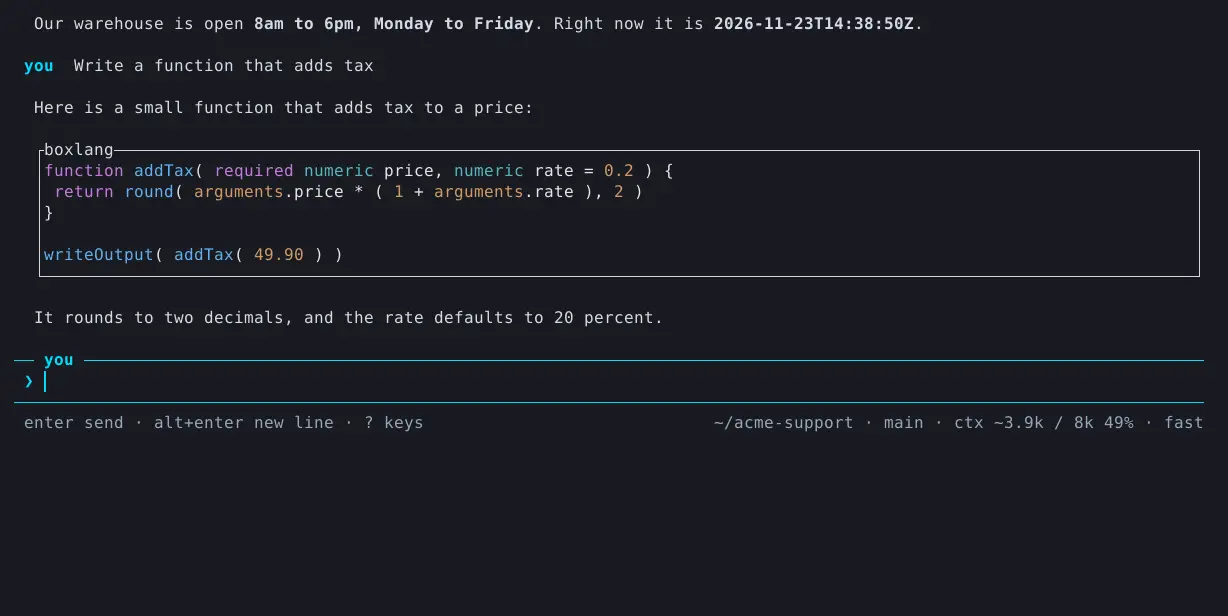 Our warehouse is open 8am to 6pm, Monday to Friday. Right now it is 2026-11-23T14:38:50Z.
you Write a function that adds tax
Here is a small function that adds tax to a price:
boxlang
function addTax( required numeric price, numeric rate = 0.2 ) {
 return round( arguments.price * ( 1 + arguments.rate ), 2 )
}
writeOutput( addTax( 49.90 ) )
It rounds to two decimals, and the rate defaults to 20 percent.
you
❯
enter send · alt+enter new line · ? keys ~/acme-support · main · ctx ~3.9k / 8k 49% · fast